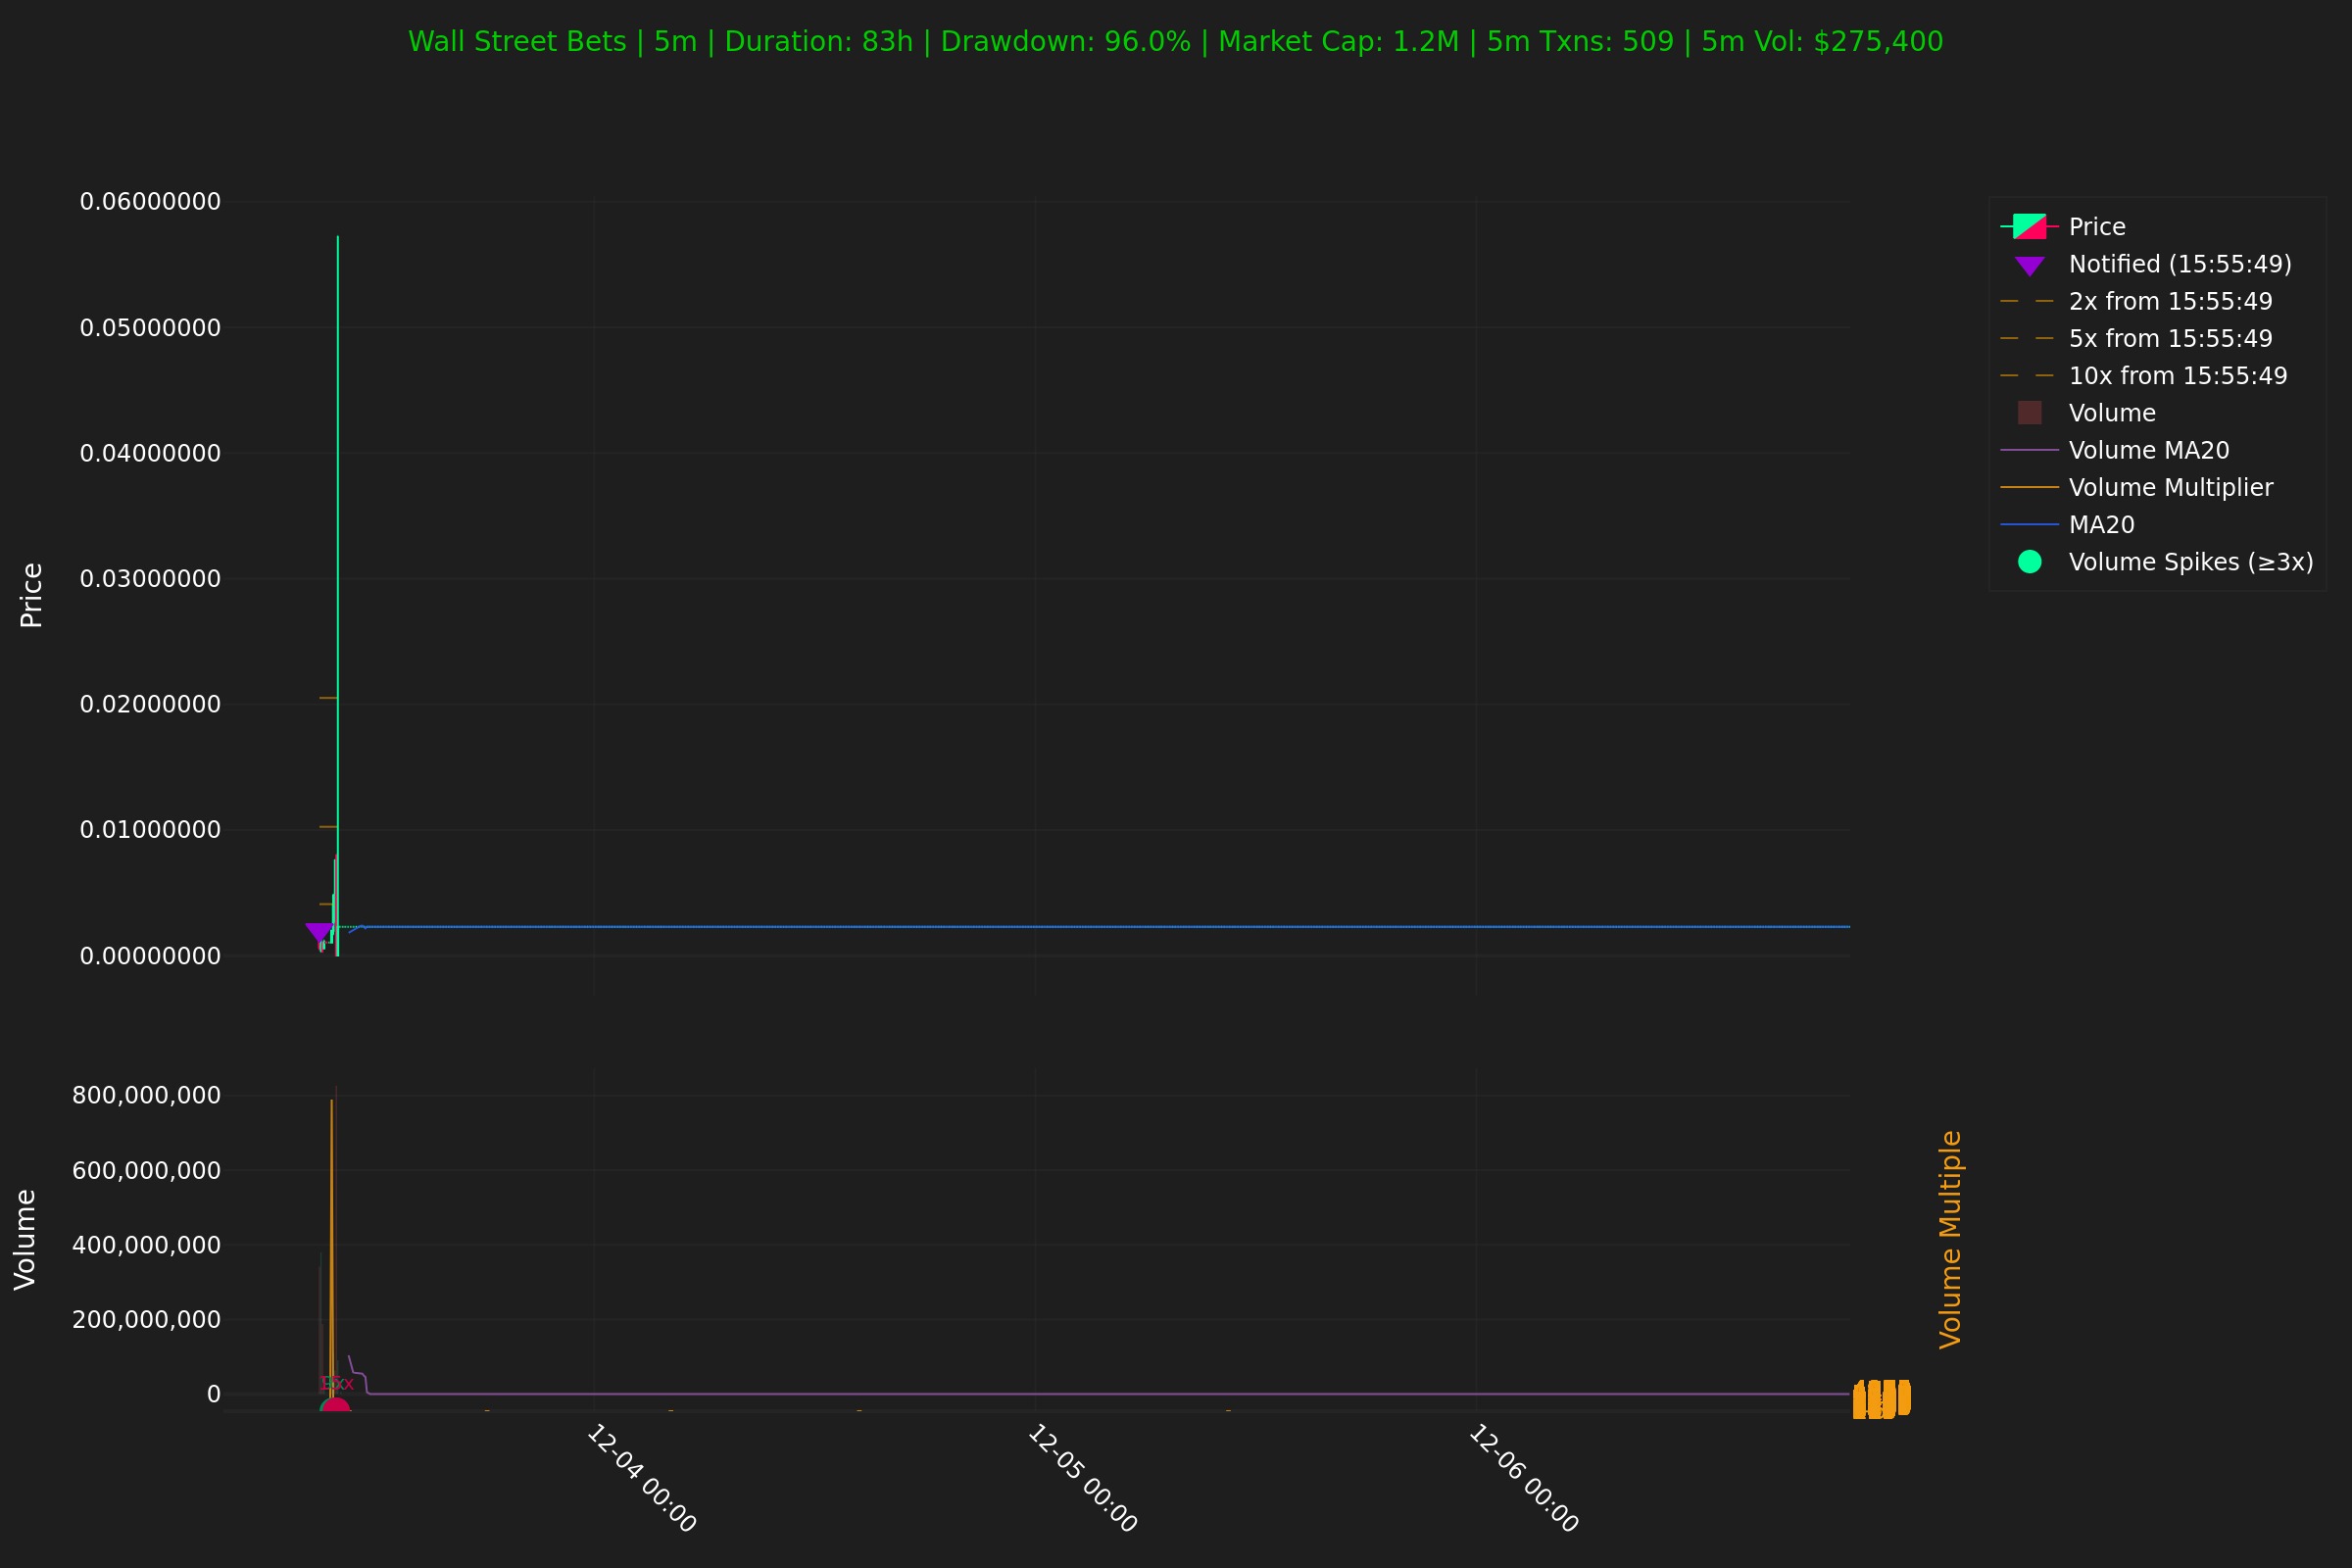 Wall Street Bets | 5m | Duration: 83h | Drawdown: 96.0% | Market Cap: 1.2M | 5m Txns: 509 | 5m Vol: $275,400
0.06000000
0.05000000
0.04000000
0.03000000
0.02000000
0.01000000
0.00000000
Price
Price
Notified (15:55:49)
2x from 15:55:49
5x from 15:55:49
10x from 15:55:49
Volume
Volume MA20
Volume Multiplier
MA20
Volume Spikes (≥3x)
800,000,000
600,000,000
400,000,000
200,000,000
0
Volume
Volume Multiple
12-04 00:00
12-05 00:00
12-06 00:00